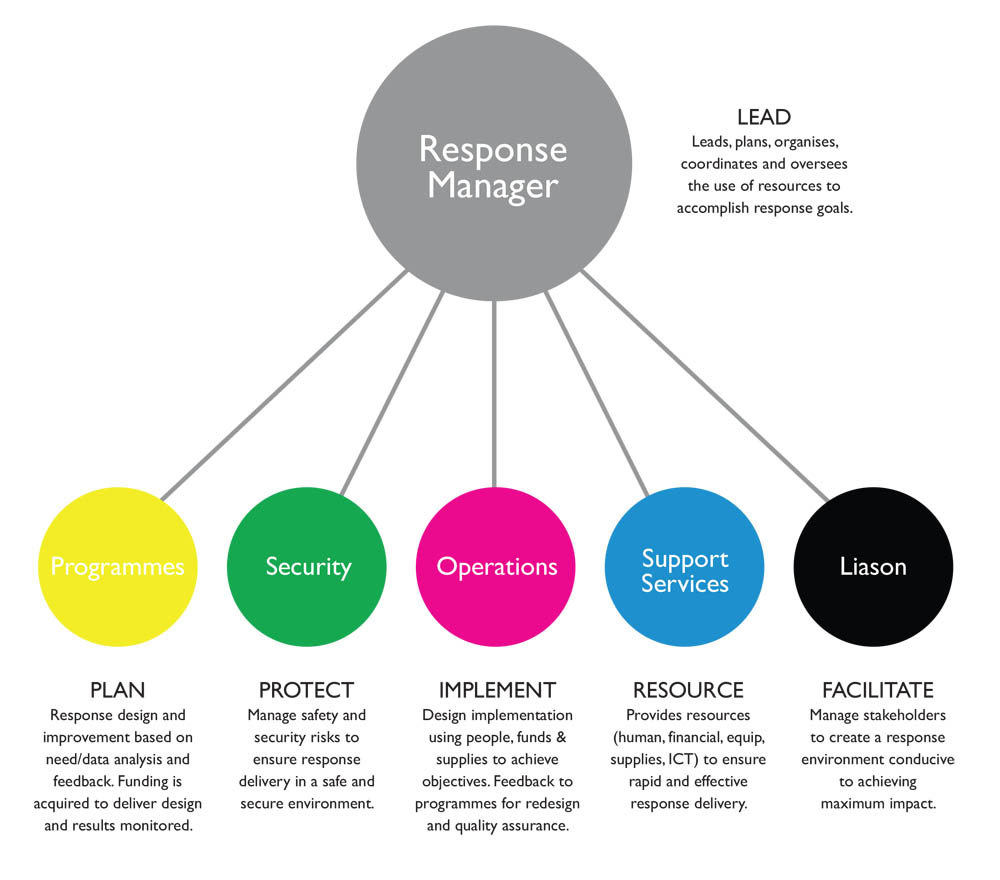 Response
Manager
LEAD
Leads, plans, organises,
coordinates and oversees
the use of resources to
accomplish response goals.
Programmes
Security
Operations
Support
Services
Liason
PLAN
Response design and
improvement based on
need/data analysis and
feedback. Funding is
acquired to deliver design
and results monitored.
PROTECT
Manage safety and
security risks to
ensure response
delivery in a safe and
secure environment.
IMPLEMENT
Design implementation
using people, funds &
supplies to achieve
objectives. Feedback to
programmes for redesign
and quality assurance.
RESOURCE
Provides resources
(human, financial, equip,
supplies, ICT) to ensure
rapid and effective
response delivery.
FACILITATE
Manage stakeholders
to create a response
environment conducive
to achieving
maximum impact.